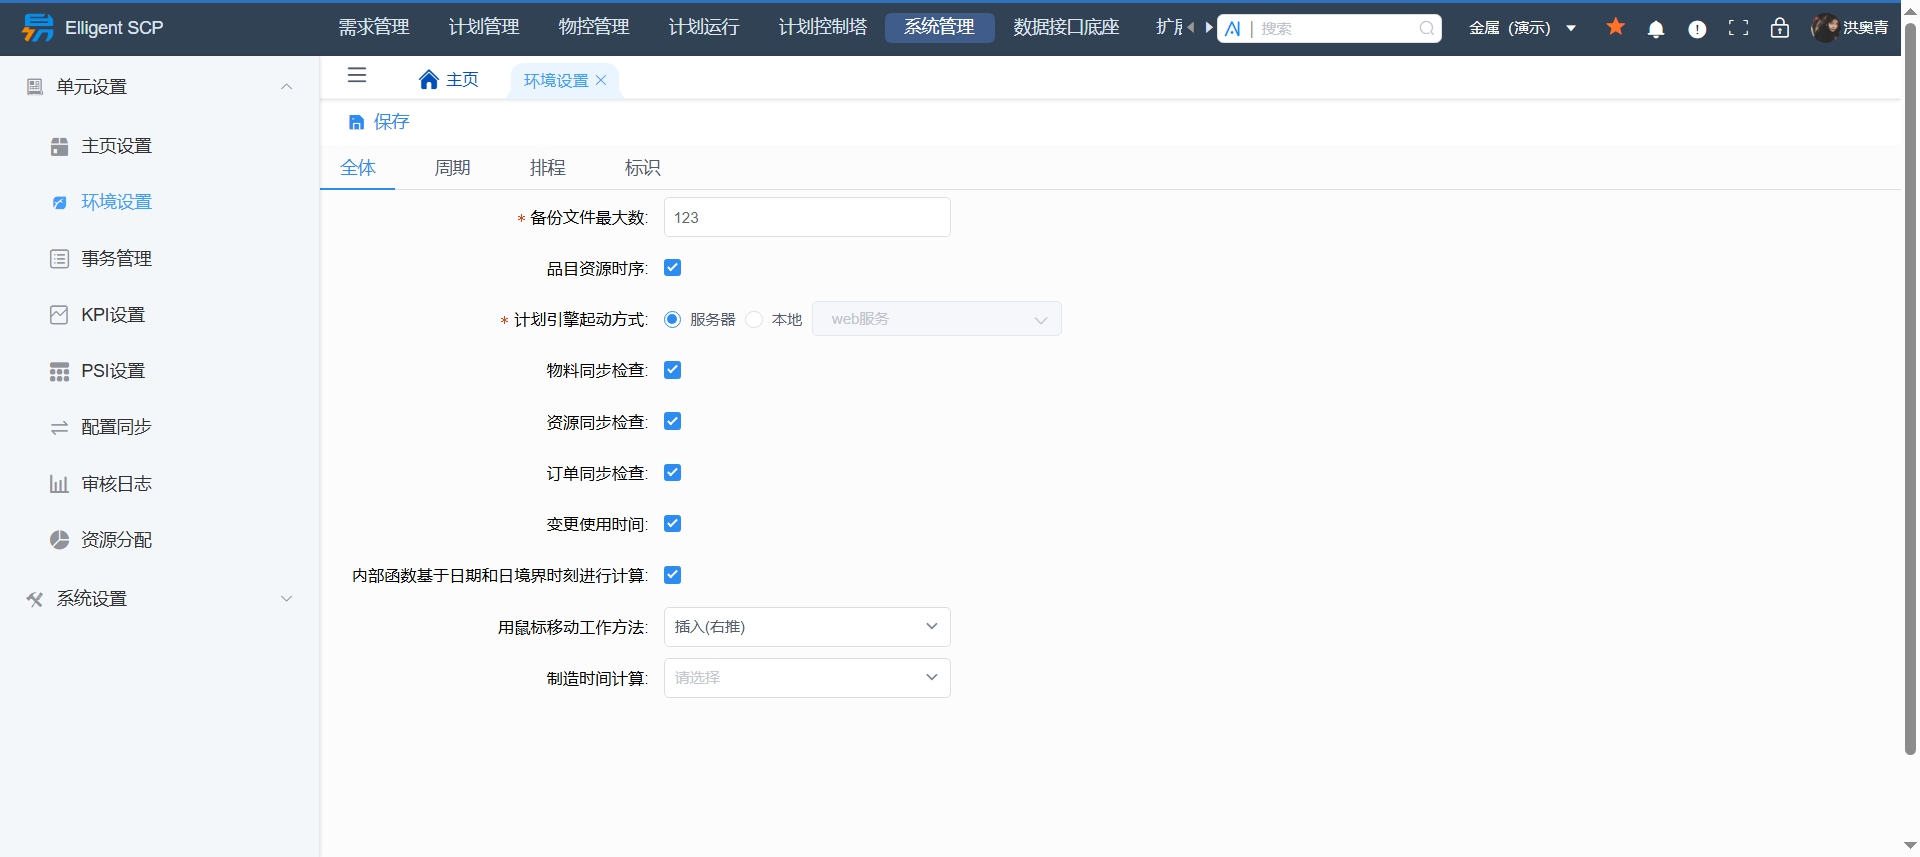 Elligent SCP
需求管理 计划管理 物控管理 计划运行 计划控制塔 系统管理 数据接口底座 扩展 搜索 金属（演示） 洪奥青
单元设置
主页设置
环境设置
事务管理
KPI设置
PSI设置
配置同步
审核日志
资源分配
系统设置
主页 环境设置
保存
全体 周期 排程 标识
* 备份文件最大数: 123
品目资源时序:
* 计划引擎起动方式: 服务器 本地 web服务
物料同步检查:
资源同步检查:
订单同步检查:
变更使用时间:
内部函数基于日期和日境界时刻进行计算:
用鼠标移动工作方法: 插入(右推)
制造时间计算: 请选择